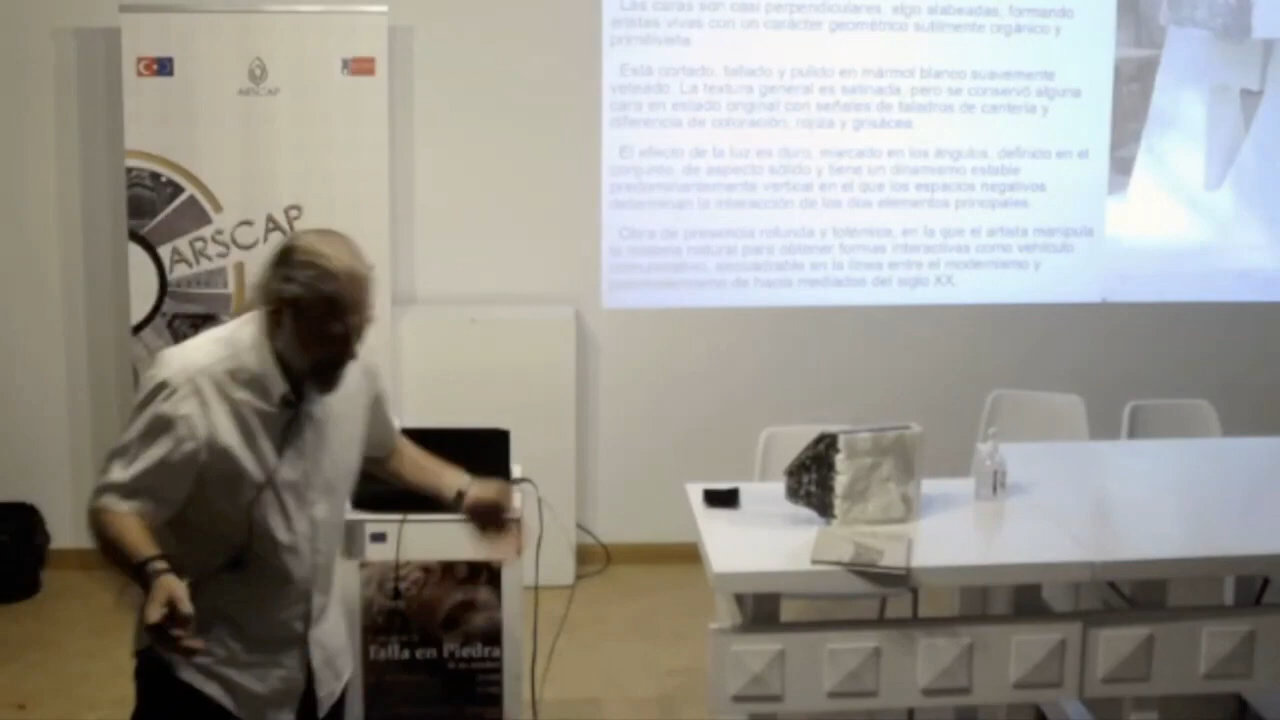 ARSCAP
ARSCAP
Las caras son casi perpendiculares, algo alabeadas, formando
aristas vivas con un carácter geométrico sutilmente orgánico y
primitivista.
Está cortado, tallado y pulido en mármol blanco suavemente
veteado. La textura general es satinada, pero se conservó alguna
cara en estado original con señales de taladros de cantería y
diferencia de coloración, rojiza y grisácea.
El efecto de la luz es duro, marcado en los ángulos, definido en el
conjunto, de aspecto sólido y tiene un dinamismo estable
predominantemente vertical en el que los espacios negativos
determinan la interacción de los dos elementos principales.
Obra de presencia rotunda y totémica, en la que el artista manipula
la materia natural para obtener formas interactivas como vehículo
comunicativo, encuadrable en la línea entre el modernismo y
de hacia mediados del siglo XX.
Talla en Piedra